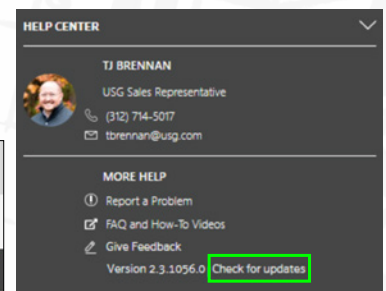 HELP CENTER
TJ BRENNAN
USG Sales Representative
(312) 714-5017
tbrennan@usg.com
MORE HELP
Report a Problem
FAQ and How-To Videos
Give Feedback
Version 2.3.1056.0 Check for updates